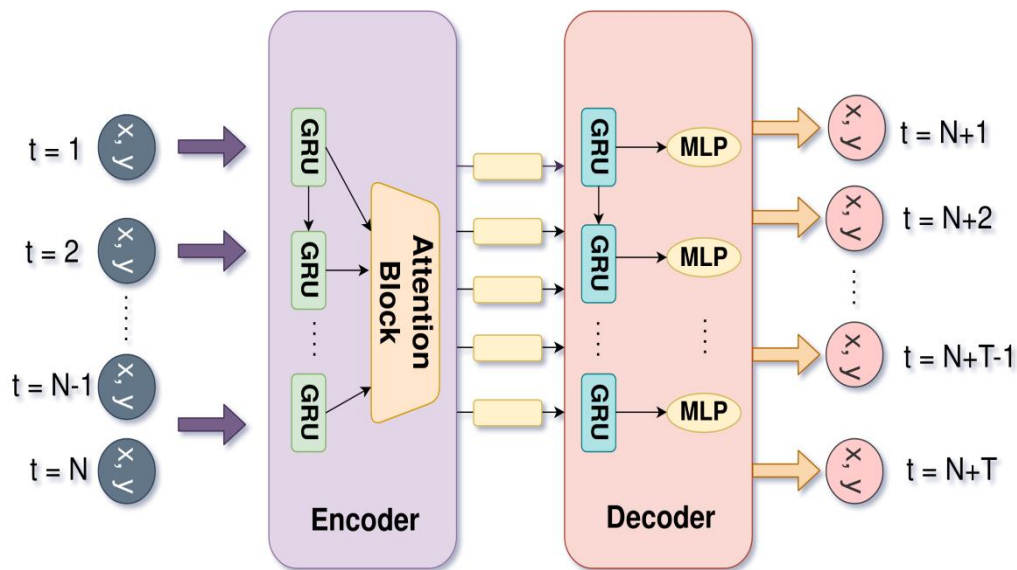 t = 1
x, y
t = 2
x, y
t = N-1
x, y
t = N
x, y
GRU
GRU
GRU
Attention
Block
Encoder
GRU
MLP
GRU
MLP
GRU
MLP
Decoder
x, y
t = N+1
x, y
t = N+2
x, y
t = N+T-1
x, y
t = N+T